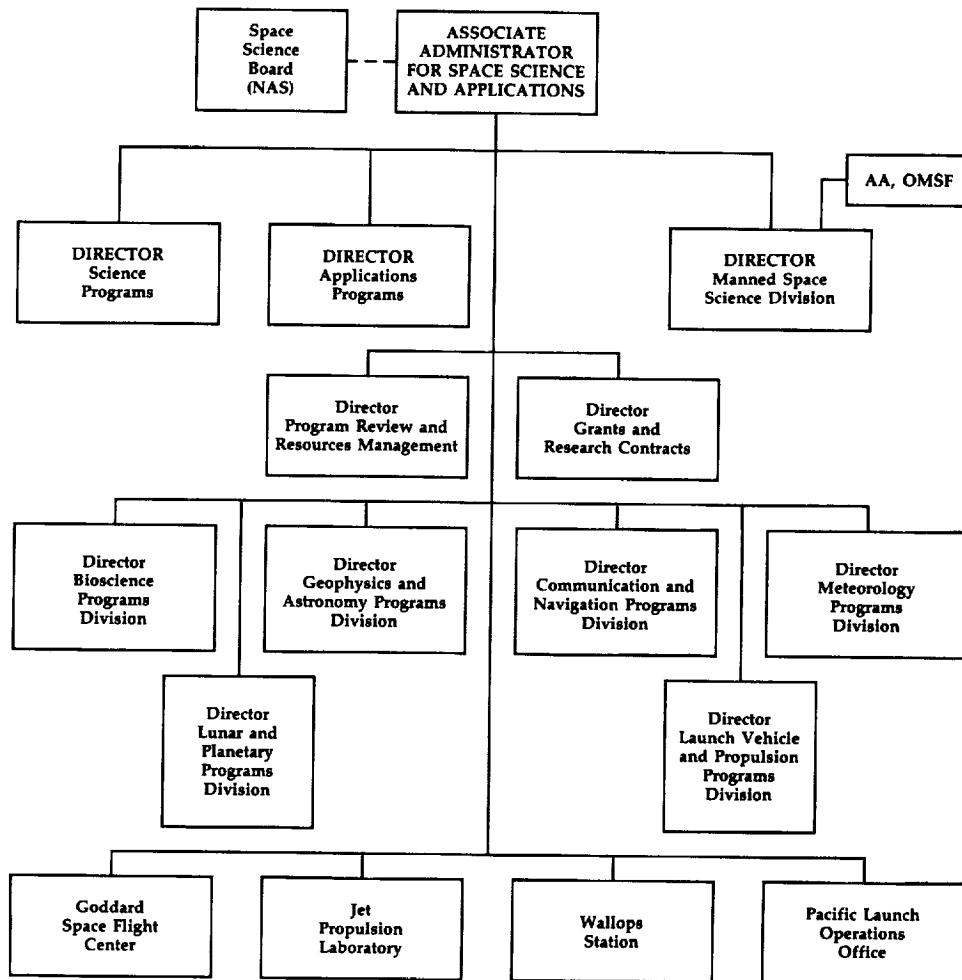 Space
Science
Board
(NAS)
ASSOCIATE
ADMINISTRATOR
FOR SPACE SCIENCE
AND APPLICATIONS
AA, OMSF
DIRECTOR
Science
Programs
DIRECTOR
Applications
Programs
DIRECTOR
Manned Space
Science Division
Director
Program Review and
Resources Management
Director
Grants and
Research Contracts
Director
Bioscience
Programs
Division
Director
Geophysics and
Astronomy Programs
Division
Director
Communication and
Navigation Programs
Division
Director
Meteorology
Programs
Division
Director
Lunar and
Planetary
Programs
Division
Director
Launch Vehicle
and Propulsion
Programs
Division
Goddard
Space Flight
Center
Jet
Propulsion
Laboratory
Wallops
Station
Pacific Launch
Operations
Office